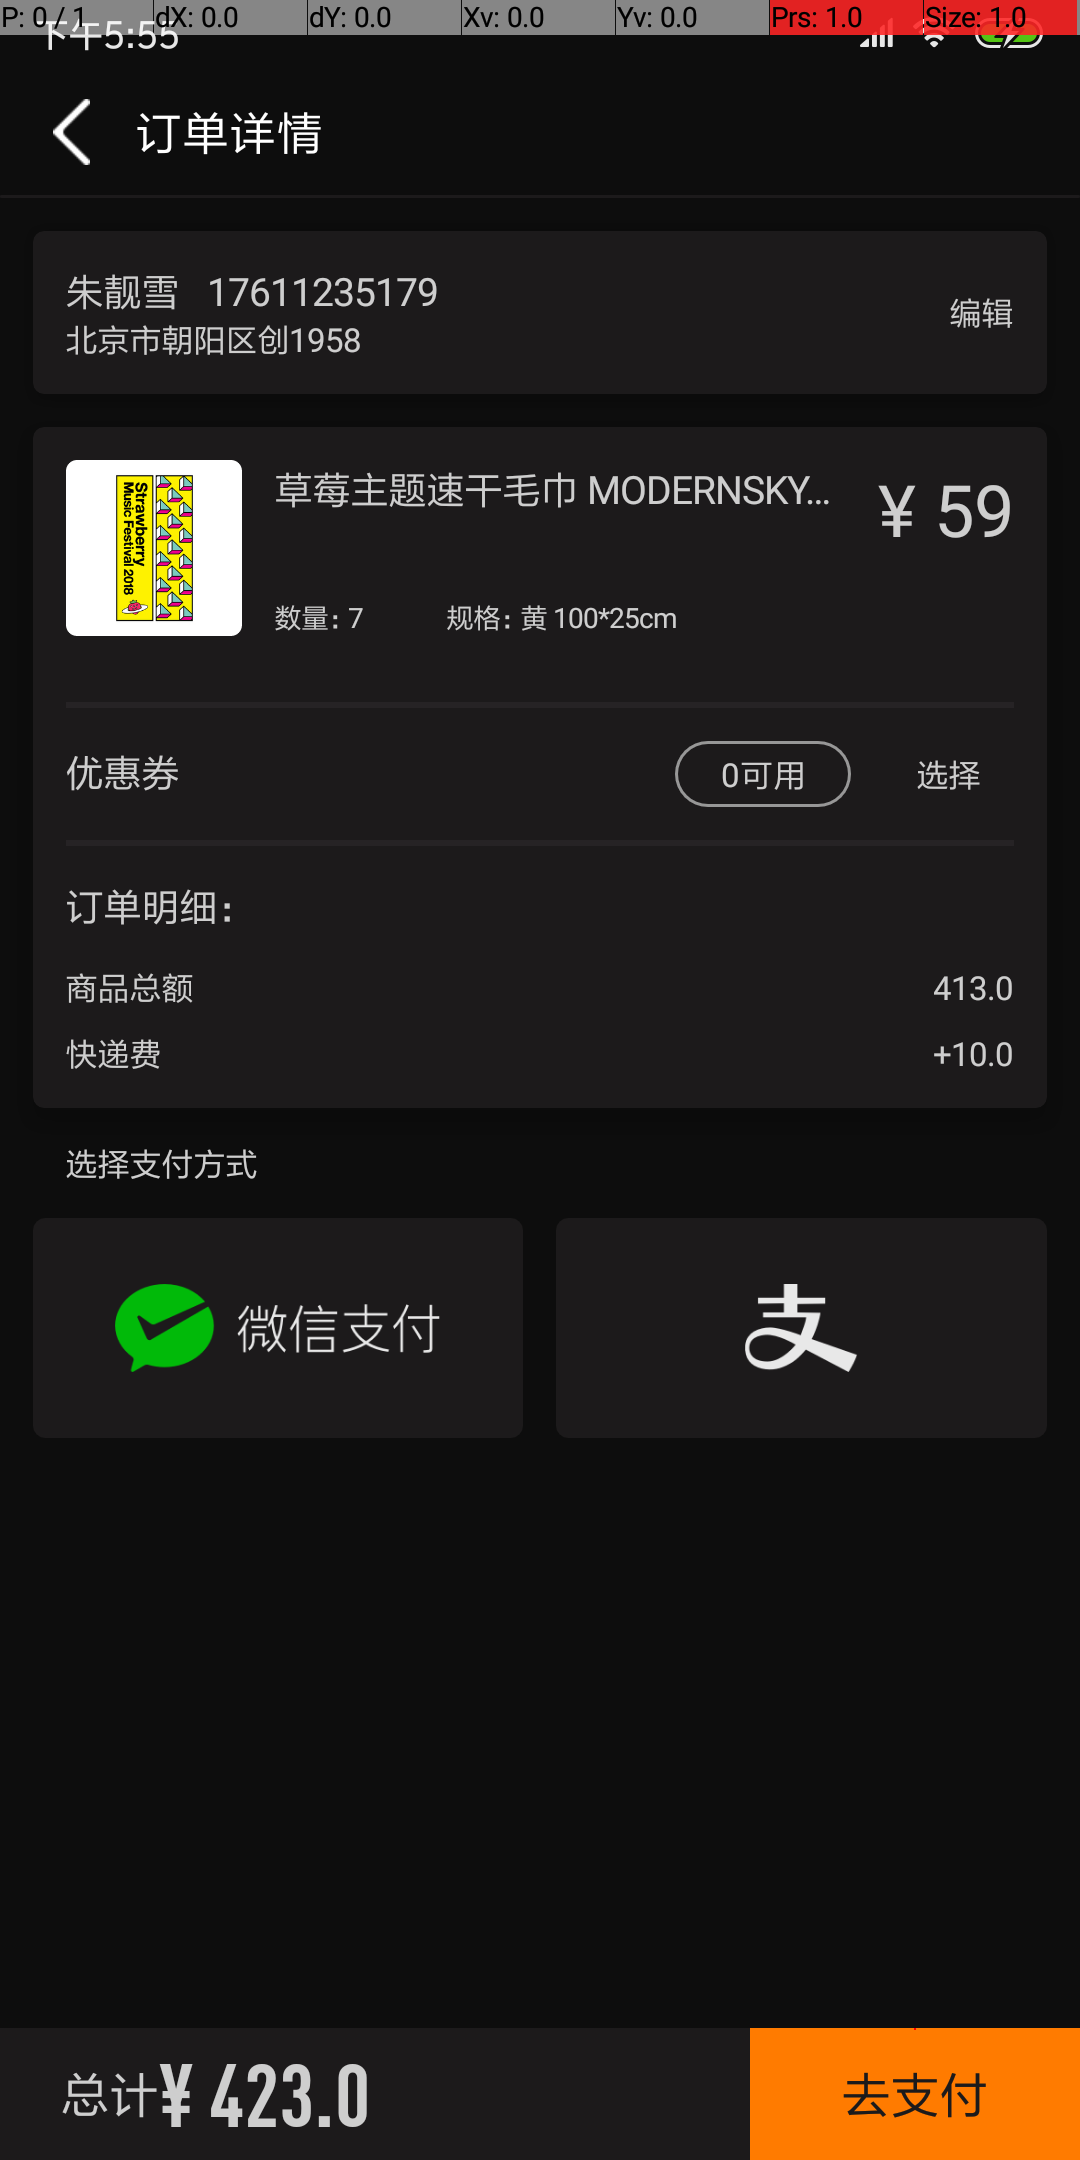 P: 0 / 1 dX: 0.0 dY: 0.0 Xv: 0.0 Yv: 0.0 Prs: 1.0 Size: 1.0
下午5:55
订单详情
朱靓雪 17611235179
北京市朝阳区创1958
编辑
草莓主题速干毛巾 MODERNSKY...
¥ 59
Strawberry
Music Festival 2018
数量: 7 规格: 黄 100*25cm
优惠券 0可用 选择
订单明细:
商品总额 413.0
快递费 +10.0
选择支付方式
微信支付 支
总计¥ 423.0 去支付